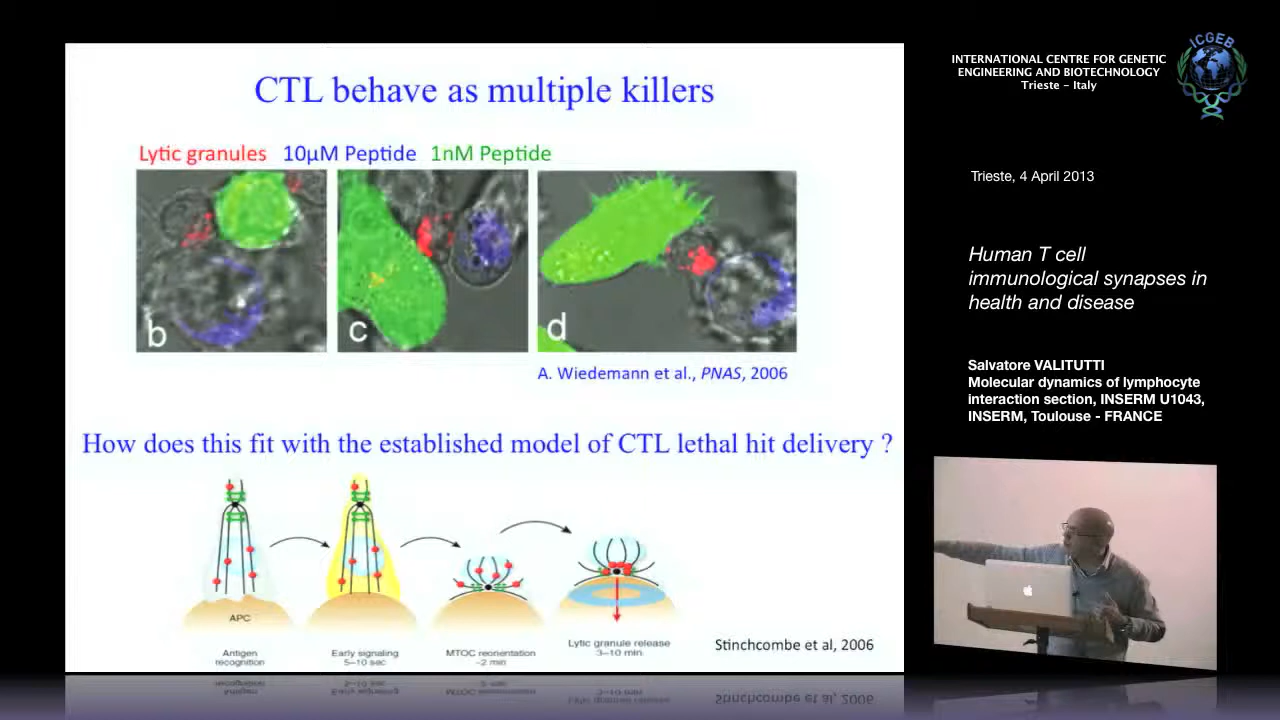 CTL behave as multiple killers
Lytic granules 10µM Peptide 1nM Peptide
b
c
d
A. Wiedemann et al., PNAS, 2006
How does this fit with the established model of CTL lethal hit delivery ?
APC
Antigen
recognition
Early signaling
5–10 sec
MTOC reorientation
~2 min
Lytic granule release
3–10 min
Stinchcombe et al, 2006
INTERNATIONAL CENTRE FOR GENETIC
ENGINEERING AND BIOTECHNOLOGY
Trieste - Italy
ICGEB
Trieste, 4 April 2013
Human T cell
immunological synapses in
health and disease
Salvatore VALITUTTI
Molecular dynamics of lymphocyte
interaction section, INSERM U1043,
INSERM, Toulouse - FRANCE